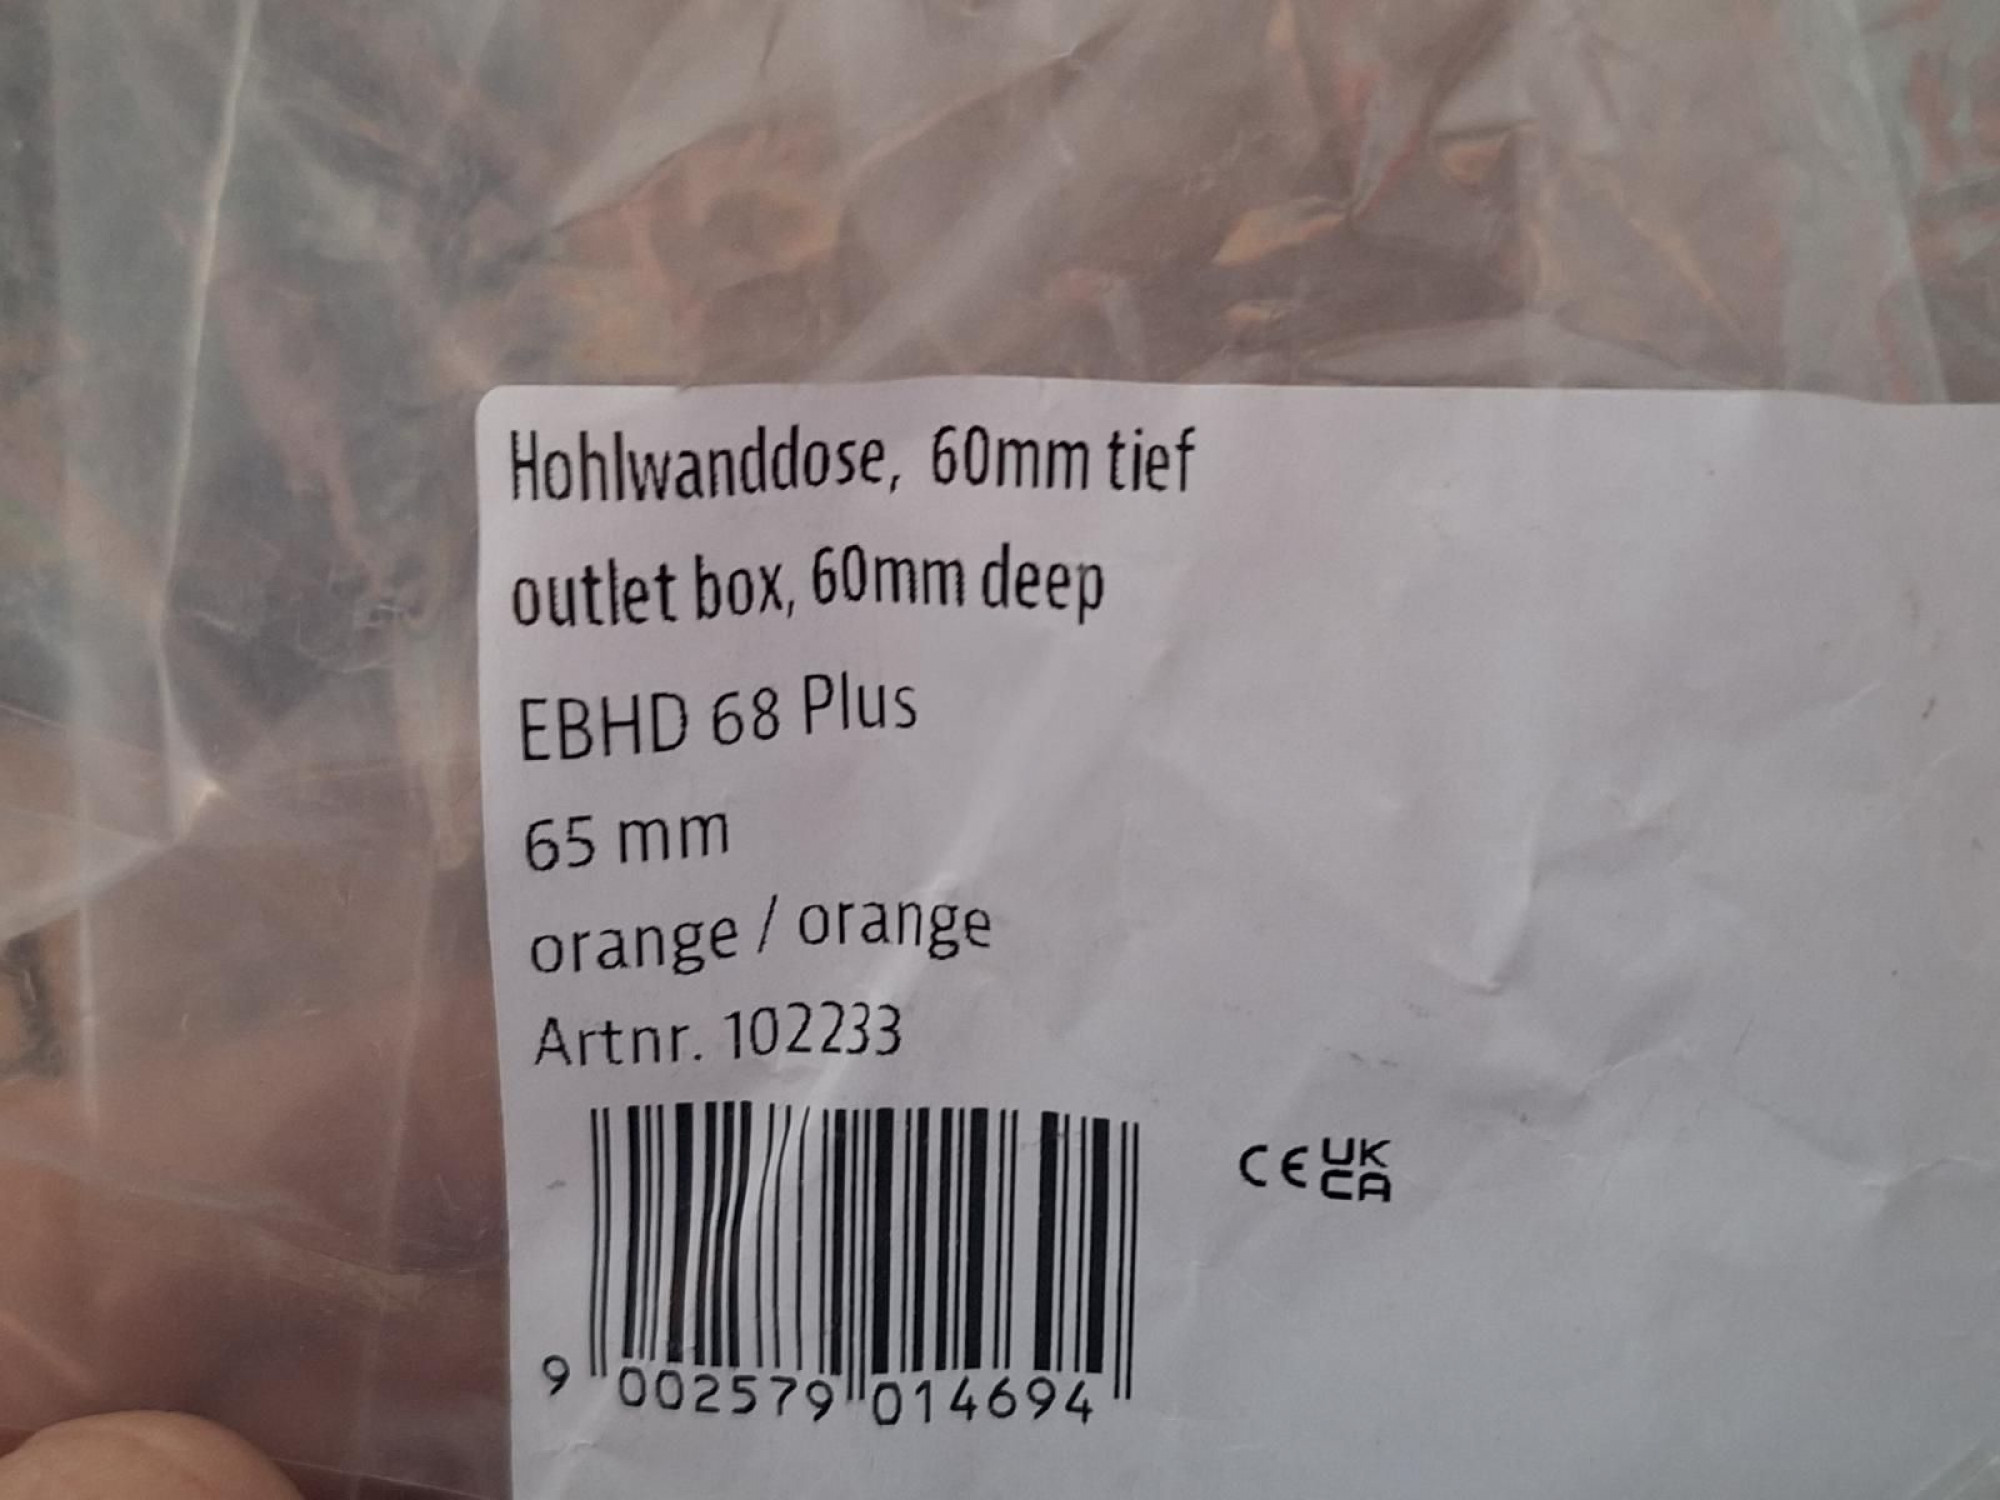 Hohlwanddose, 60mm tief
outlet box, 60mm deep
EBHD 68 Plus
65 mm
orange / orange
Artnr. 102233
CE UK
CA
9 002579 014694